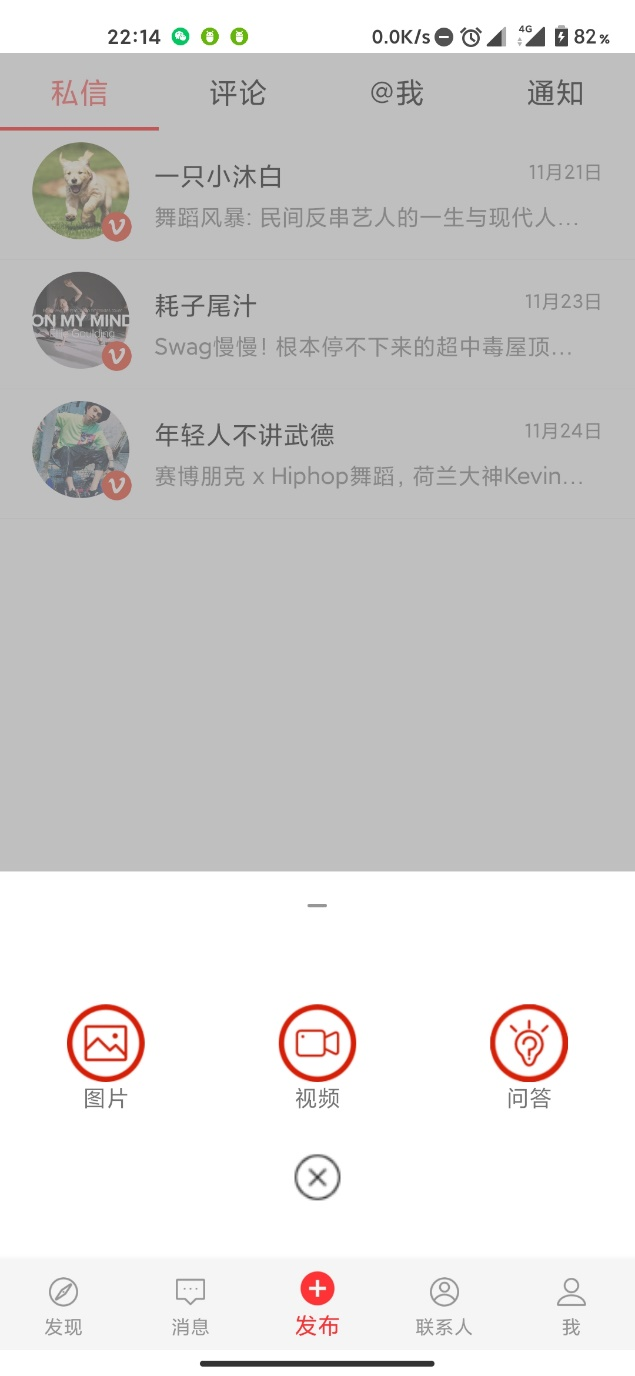 22:14 0.0K/s 4G 82%
私信 评论 @我 通知
一只小沐白 11月21日
舞蹈风暴: 民间反串艺人的一生与现代人...
ON MY MIND
耗子尾汁 11月23日
Swag慢慢! 根本停不下来的超中毒屋顶...
年轻人不讲武德 11月24日
赛博朋克 x Hiphop舞蹈, 荷兰大神Kevin...
图片 视频 问答
发现 消息 发布 联系人 我